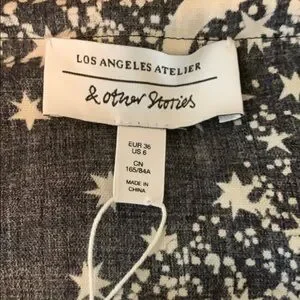 LOS ANGELES ATELIER
& other Stories
EUR 36
US 6
CN
165/84A
MADE IN
CHINA